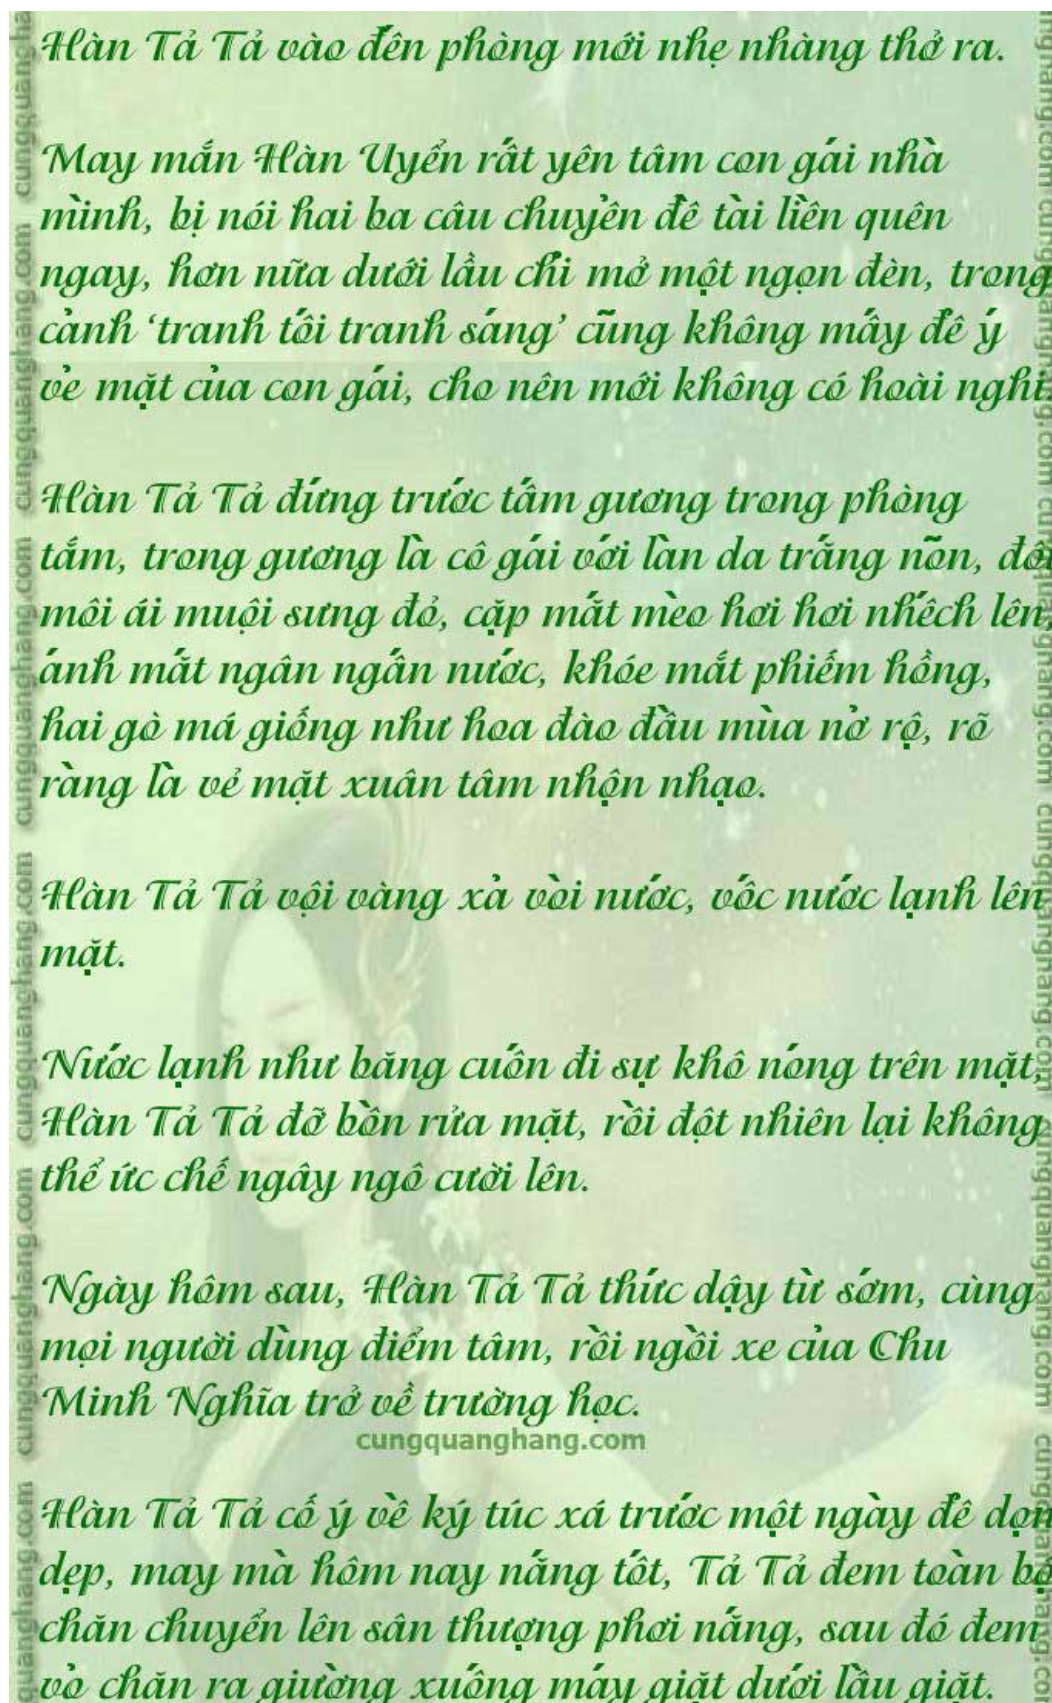 Hàn Tả Tả vào đến phòng mới nhẹ nhàng thở ra.
May mắn Hàn Uyển rất yên tâm con gái nhà
mình, bị nói hai ba câu chuyển đề tài liền quên
ngay, hơn nữa dưới lầu chỉ mở một ngọn đèn, trong
cảnh ‘tranh tối tranh sáng’ cũng không mấy để ý
vẻ mặt của con gái, cho nên mới không có hoài nghi.
Hàn Tả Tả đứng trước tấm gương trong phòng
tắm, trong gương là cô gái với làn da trắng nõn, đôi
môi ái muội sưng đỏ, cặp mắt mèo hơi hơi nhếch lên,
ánh mắt ngân ngấn nước, khóe mắt phiếm hồng,
hai gò má giống như hoa đào đầu mùa nở rộ, rõ
ràng là vẻ mặt xuân tâm nhộn nhạo.
Hàn Tả Tả vội vàng xả vòi nước, vốc nước lạnh lên
mặt.
Nước lạnh như băng cuốn đi sự khô nóng trên mặt,
Hàn Tả Tả đỡ bồn rửa mặt, rồi đột nhiên lại không
thể ức chế ngây ngô cười lên.
Ngày hôm sau, Hàn Tả Tả thức dậy từ sớm, cùng
mọi người dùng điểm tâm, rồi ngồi xe của Chu
Minh Nghĩa trở về trường học.
cungquanghang.com
Hàn Tả Tả cố ý về ký túc xá trước một ngày để dọn
dẹp, may mà hôm nay nắng tốt, Tả Tả đem toàn bộ
chăn chuyển lên sân thượng phơi nắng, sau đó đem
vỏ chăn ra giường xuống máy giặt dưới lầu giặt.